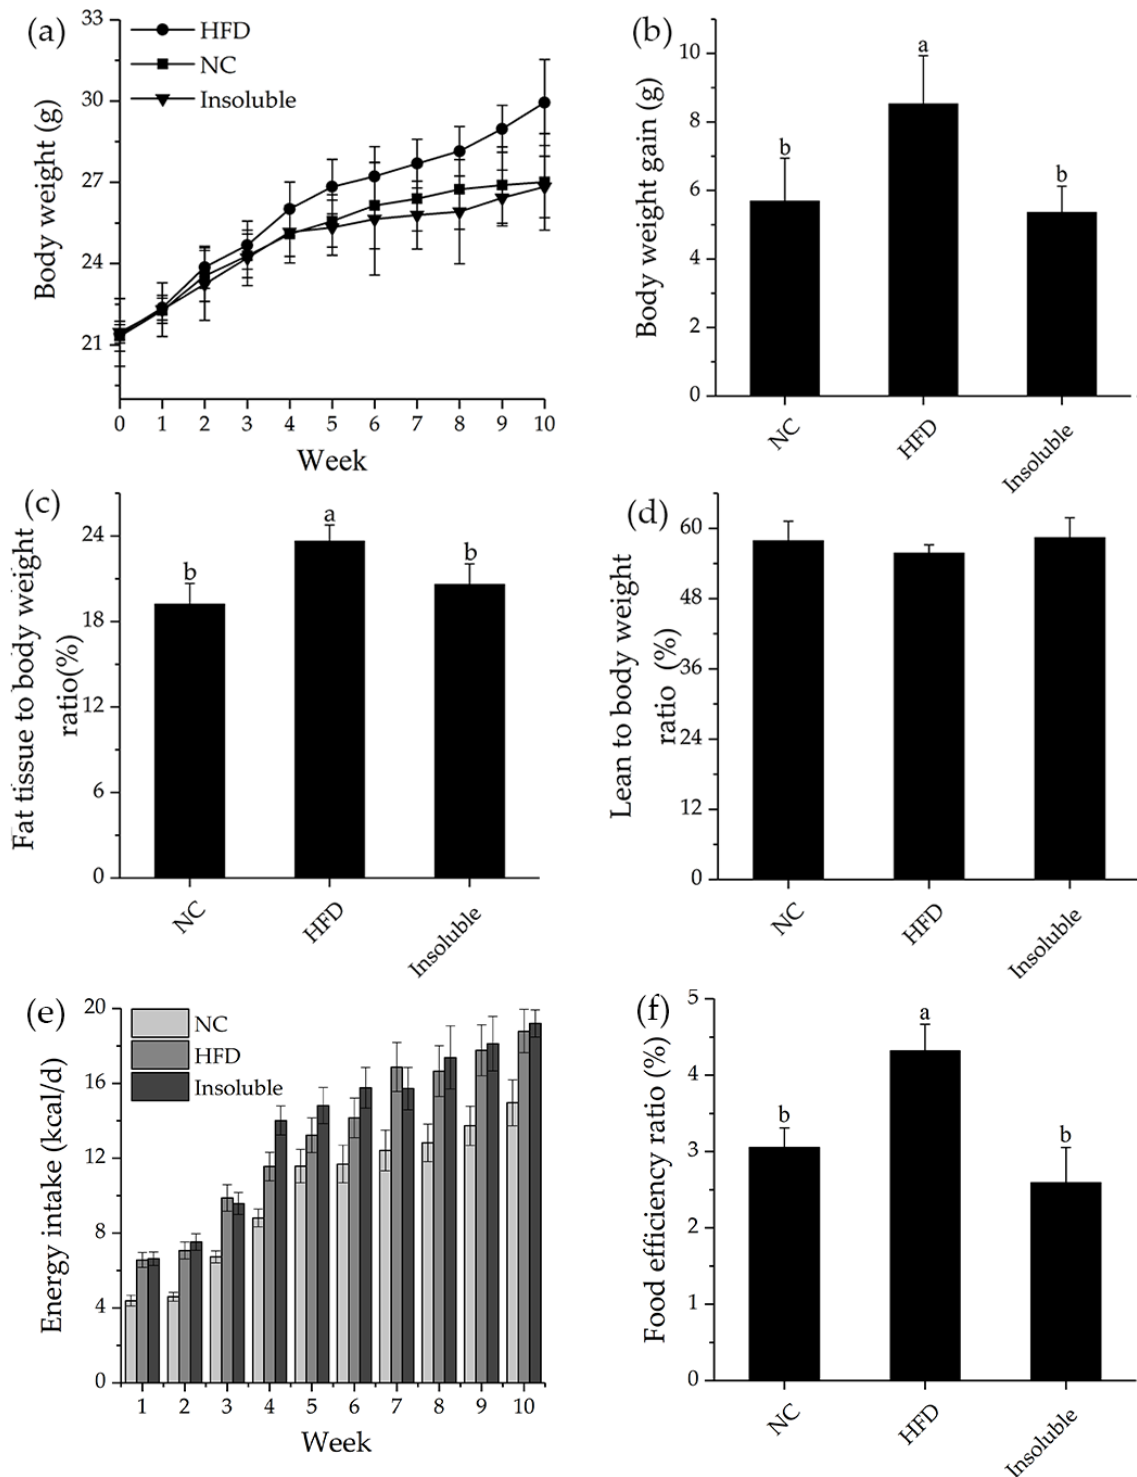 (a)
33
30
27
24
21
HFD
NC
Insoluble
Body weight (g)
0 1 2 3 4 5 6 7 8 9 10
Week
(b)
10
8
6
4
2
0
b
a
b
Body weight gain (g)
NC
HFD
Insoluble
(c)
24
18
12
6
0
b
a
b
Fat tissue to body weight
ratio(%)
NC
HFD
Insoluble
(d)
60
48
36
24
12
0
Lean to body weight
ratio (%)
NC
HFD
Insoluble
(e)
20
16
12
8
4
0
NC
HFD
Insoluble
Energy intake (kcal/d)
1 2 3 4 5 6 7 8 9 10
Week
(f)
5
4
3
2
1
0
b
a
b
Food efficiency ratio (%)
NC
HFD
Insoluble